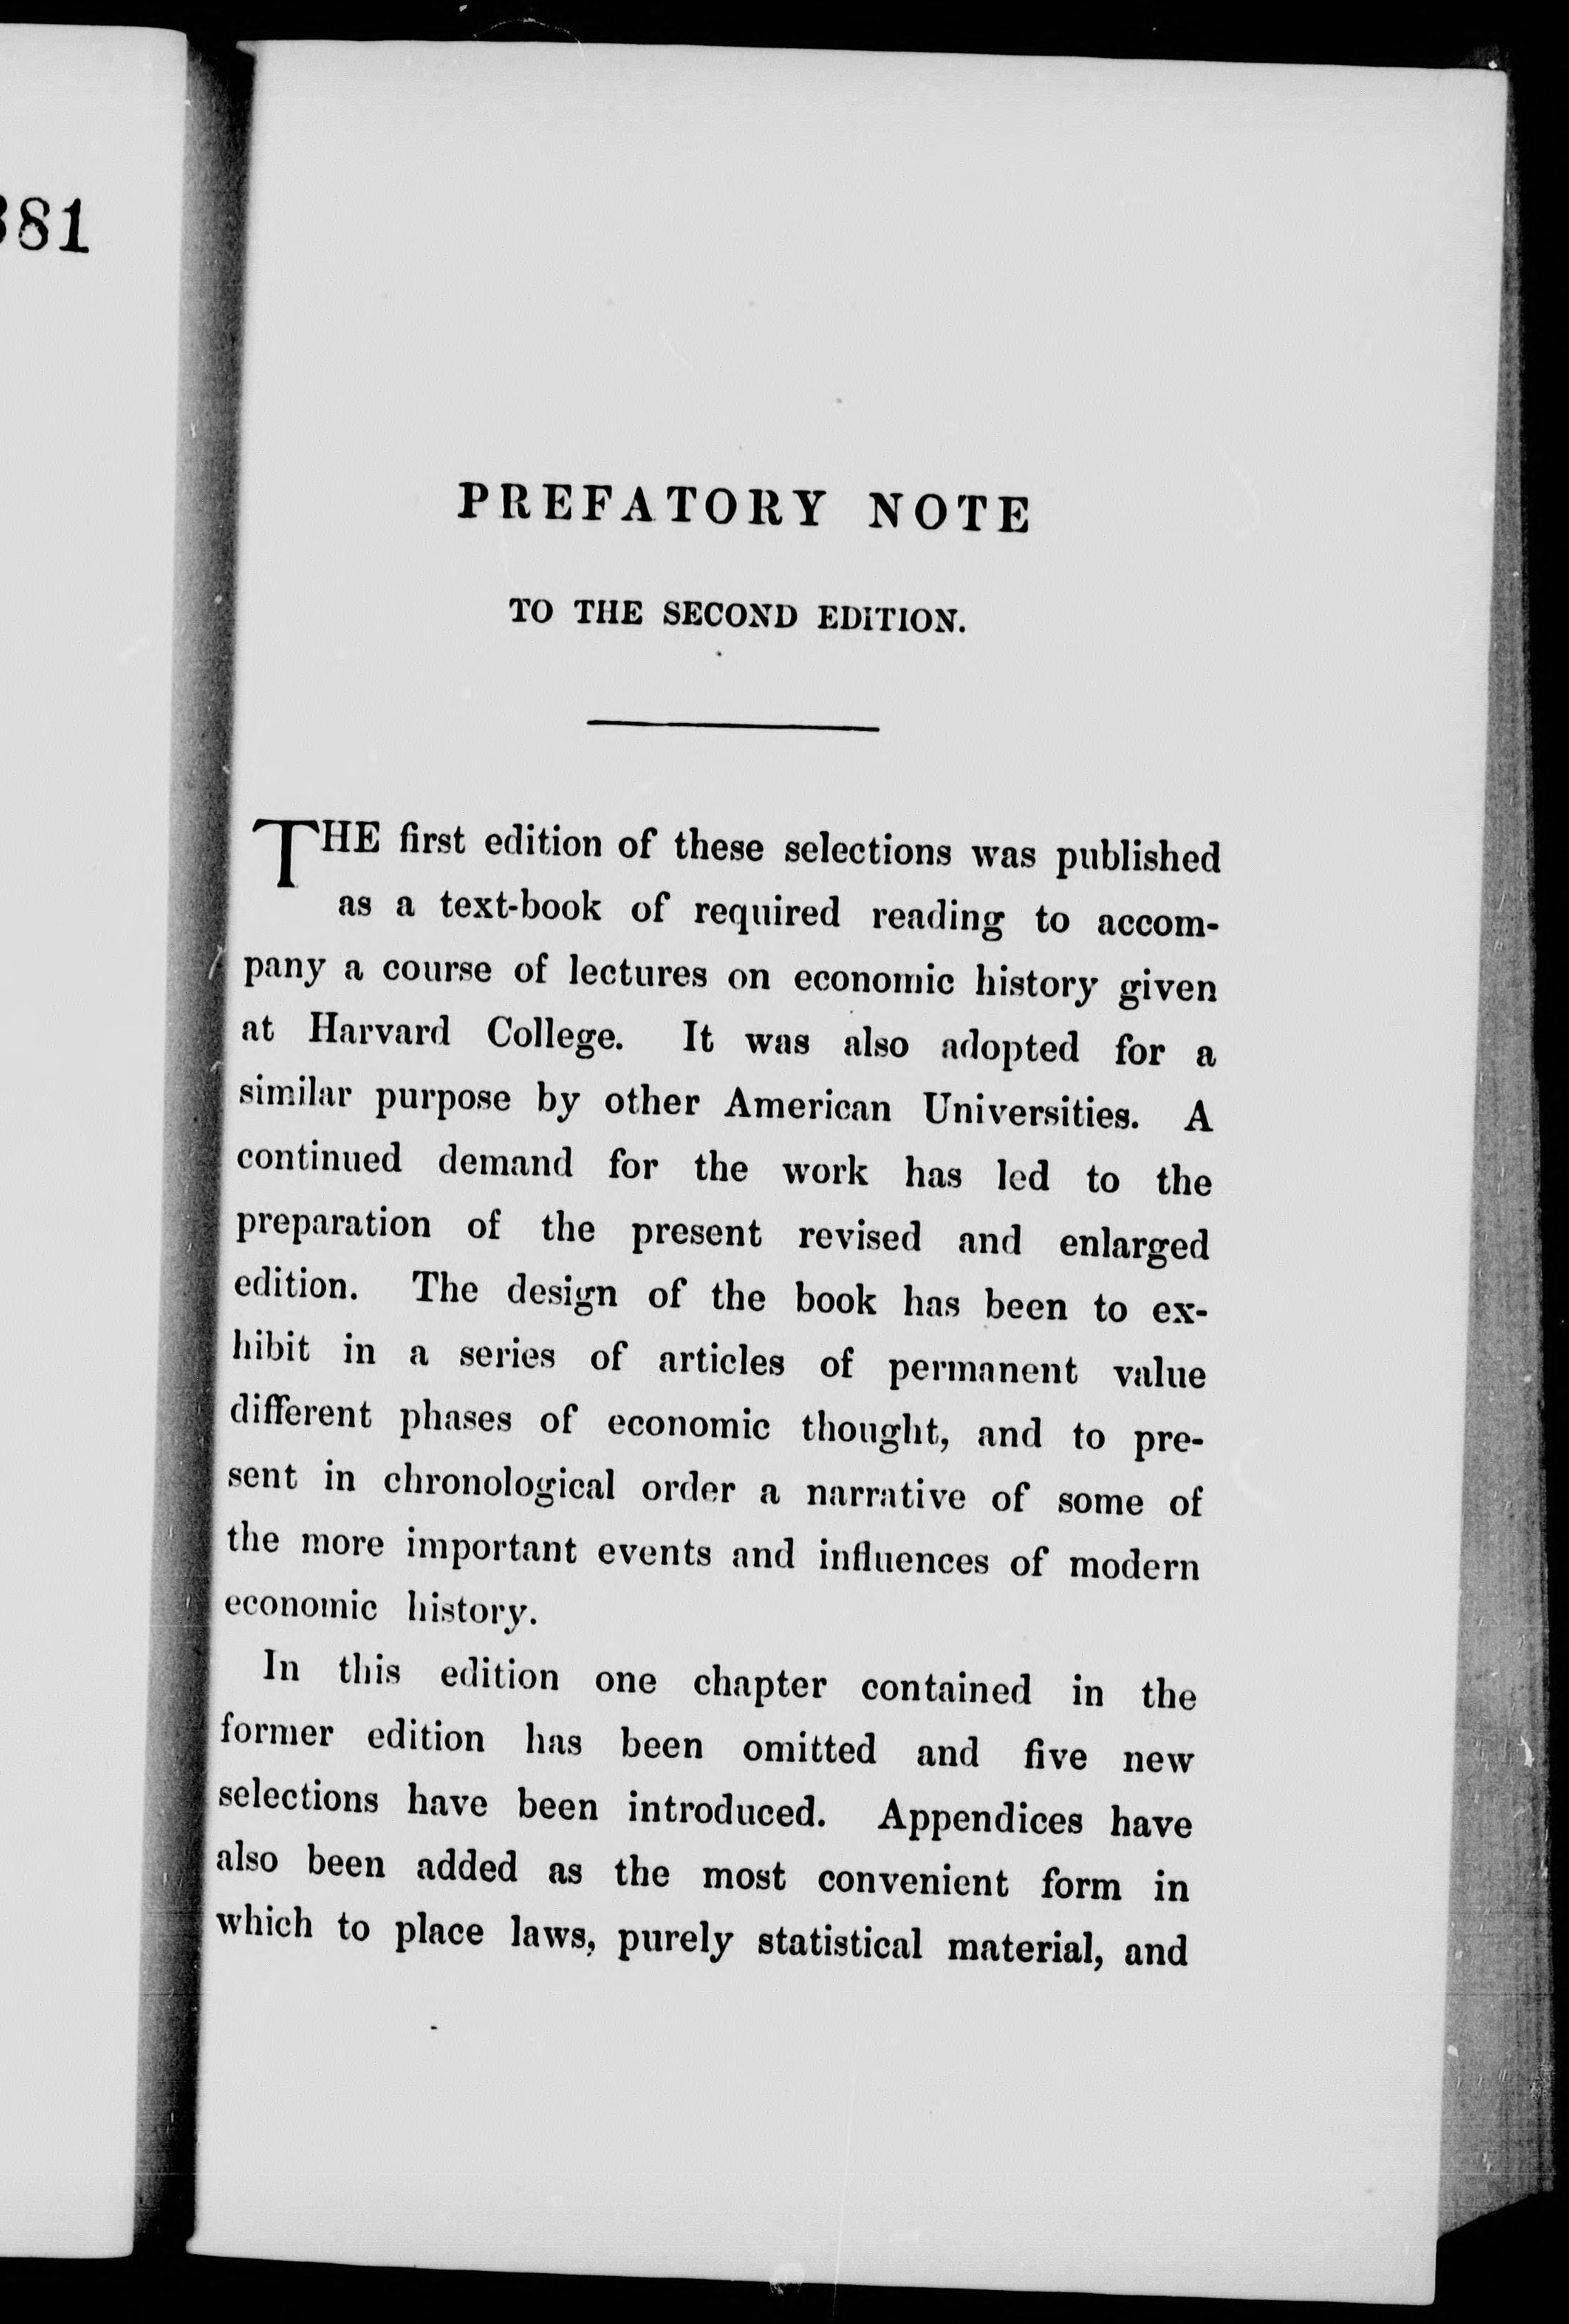 81
PREFATORY NOTE
TO THE SECOND EDITION.
THE first edition of these selections was published
as a text-book of required reading to accom-
pany a course of lectures on economic history given
at Harvard College. It was also adopted for a
similar purpose by other American Universities. A
continued demand for the work has led to the
preparation of the present revised and enlarged
edition. The design of the book has been to ex-
hibit in a series of articles of permanent value
different phases of economic thought, and to pre-
sent in chronological order a narrative of some of
the more important events and influences of modern
economic history.
In this edition one chapter contained in the
former edition has been omitted and five new
selections have been introduced. Appendices have
also been added as the most convenient form in
which to place laws, purely statistical material, and